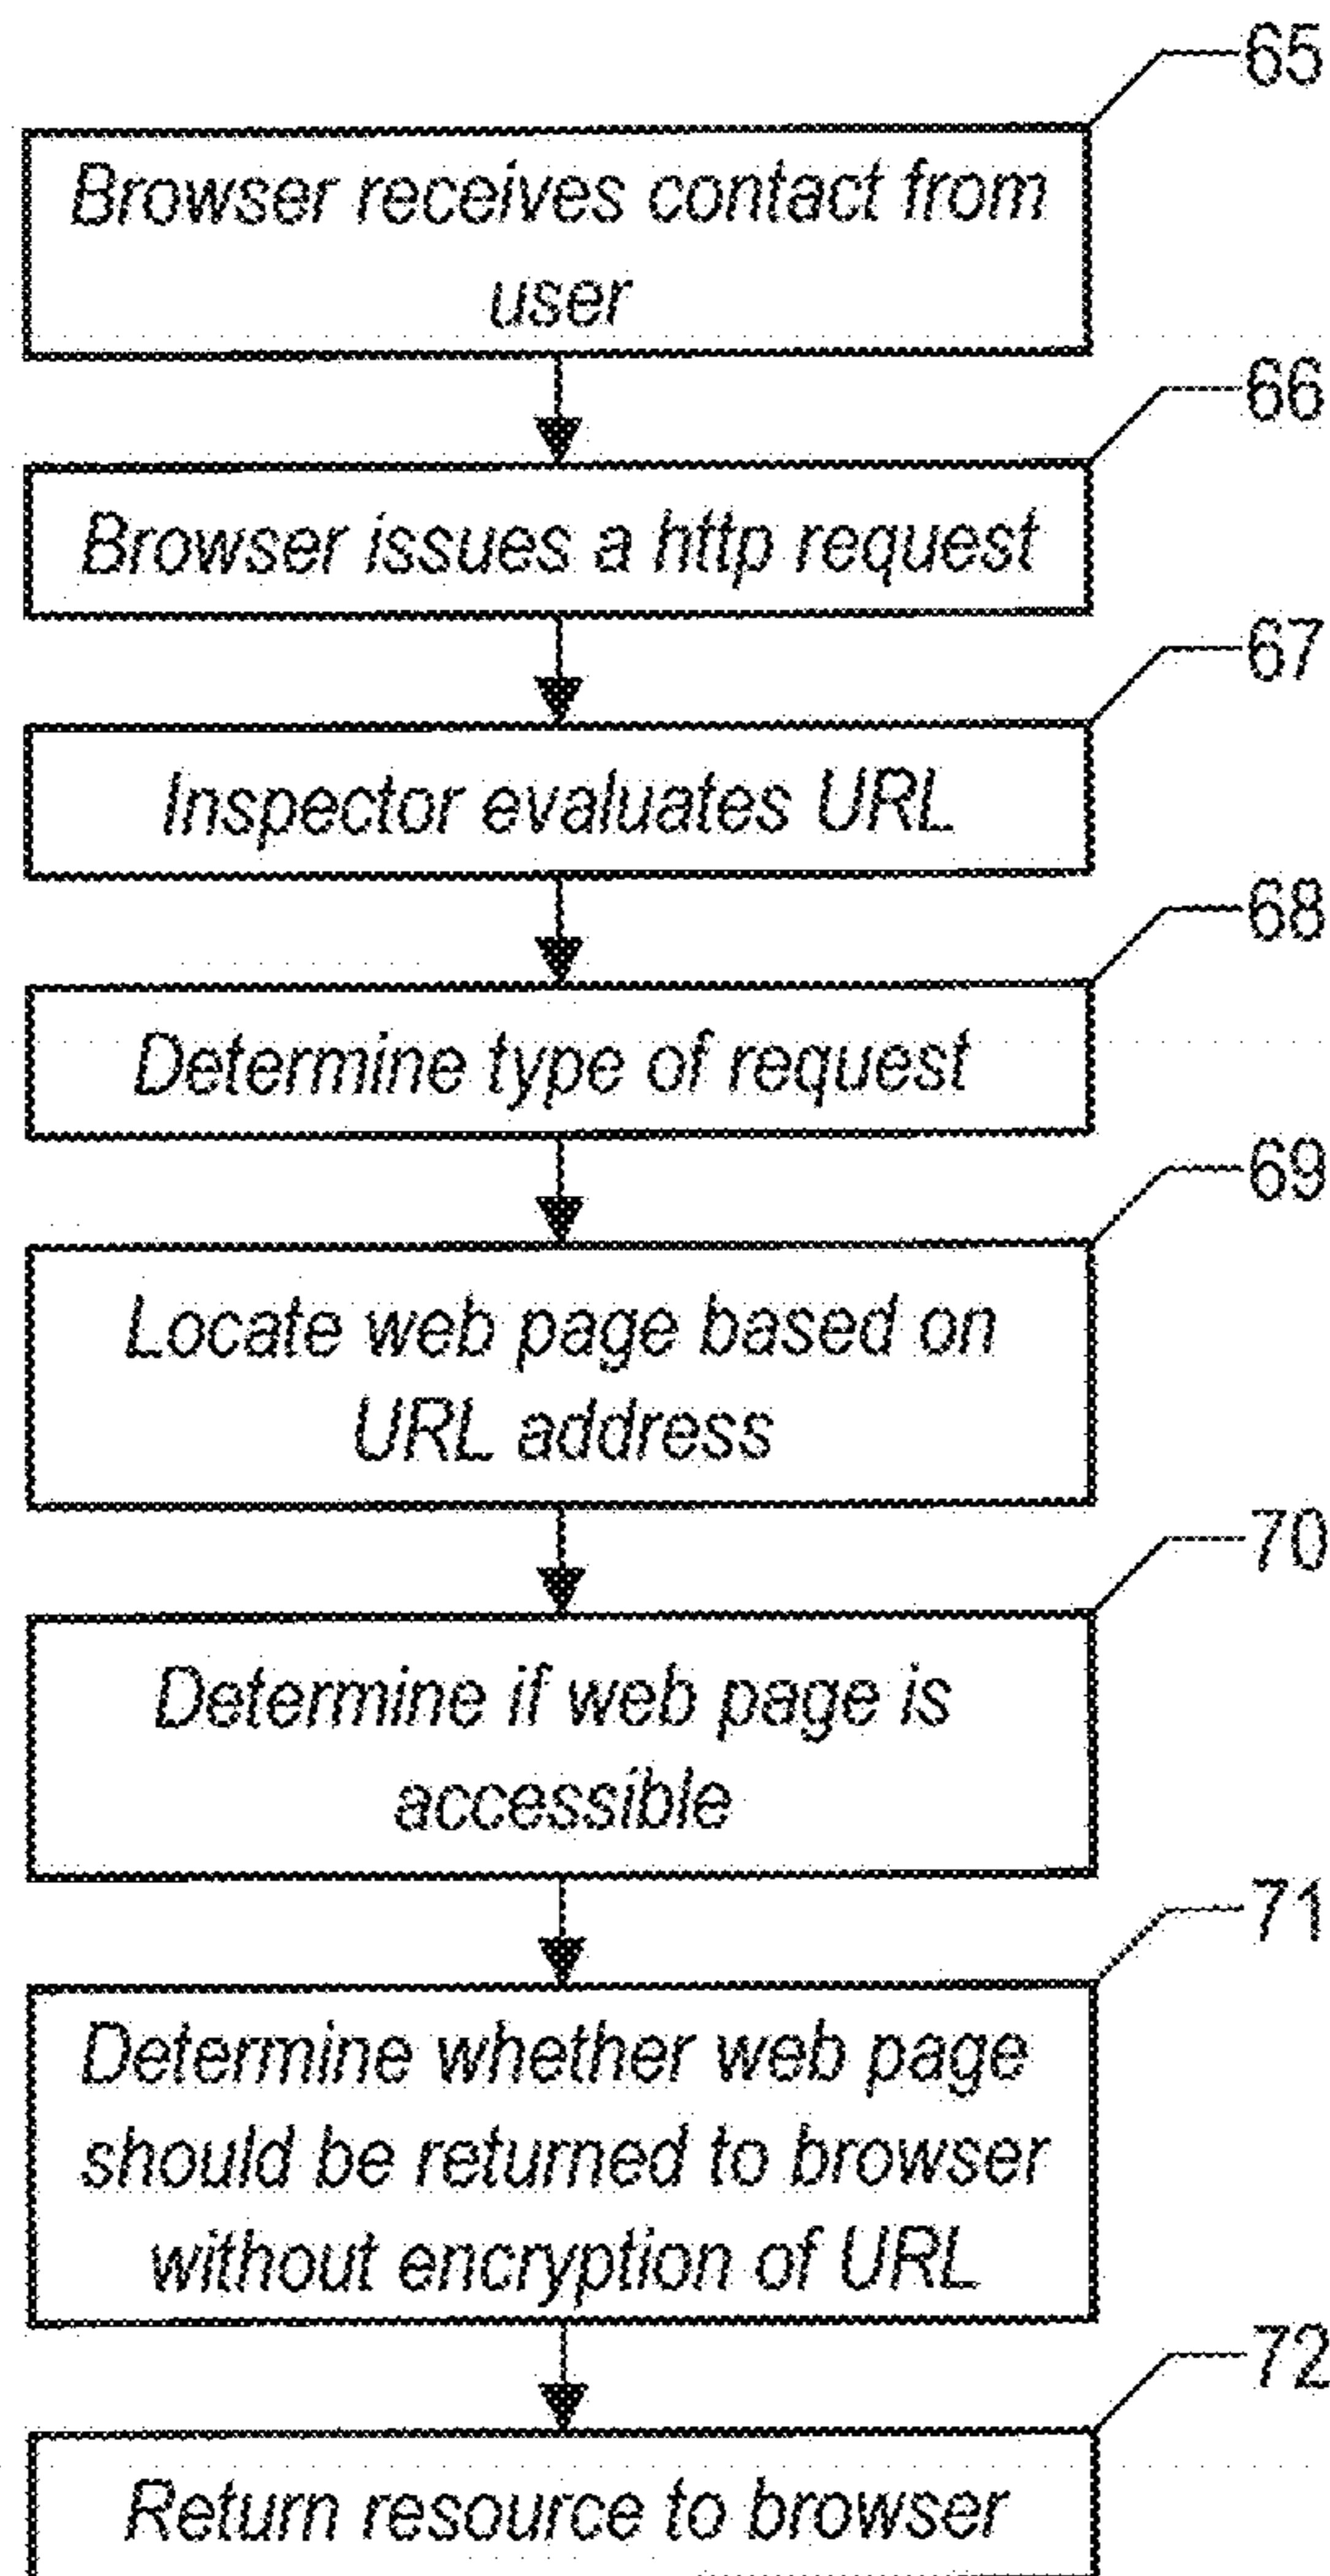 65
Browser receives contact from
user
66
Browser issues a http request
67
Inspector evaluates URL
68
Determine type of request
69
Locate web page based on
URL address
70
Determine if web page is
accessible
71
Determine whether web page
should be returned to browser
without encryption of URL
72
Return resource to browser